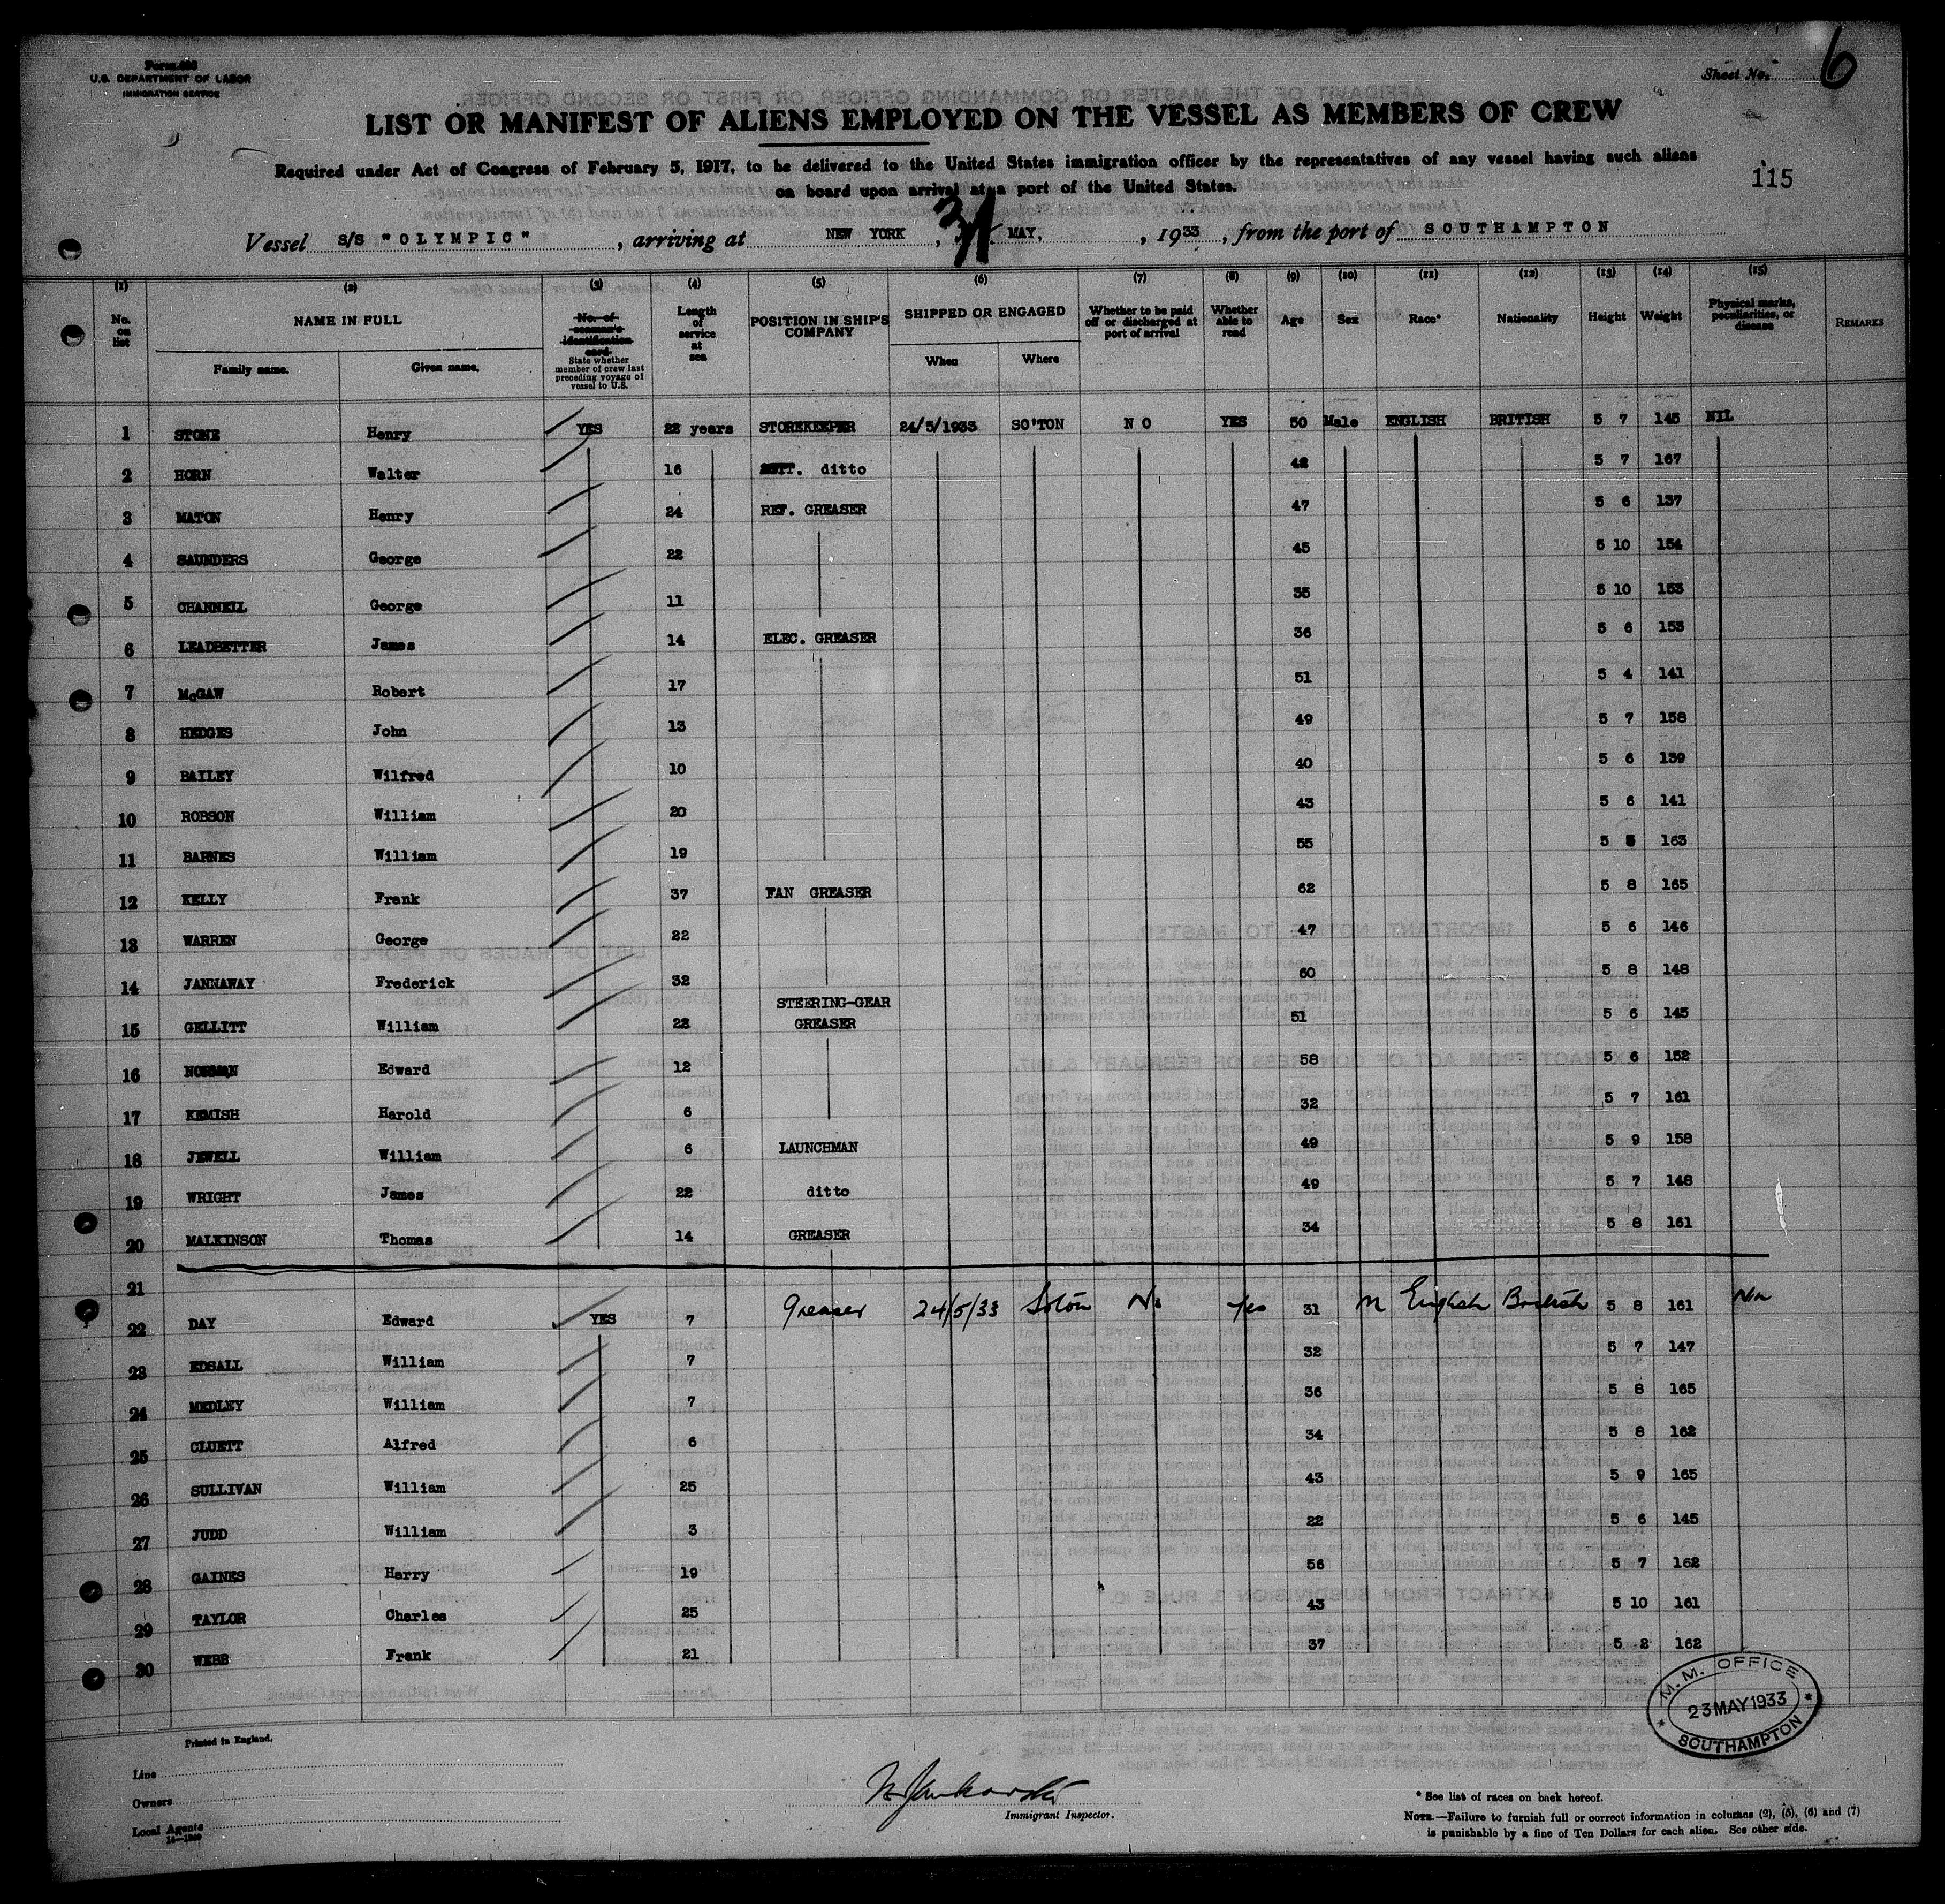 Form 680
U.S. DEPARTMENT OF LABOR
IMMIGRATION SERVICE
Sheet No. 6
LIST OR MANIFEST OF ALIENS EMPLOYED ON THE VESSEL AS MEMBERS OF CREW
Required under Act of Congress of February 5, 1917, to be delivered to the United States immigration officer by the representatives of any vessel having such aliens
on board upon arrival at a port of the United States.
115
Vessel S/S "OLYMPIC", arriving at NEW YORK, MAY, 1933, from the port of SOUTHAMPTON
(1) (2) (3) (4) (5) (6) (7) (8) (9) (10) (11) (12) (13) (14) (15)
No. on list NAME IN FULL Family name. Given name. No. of seaman's identification card State whether member of crew last preceding voyage of vessel to U.S. Length of service at sea POSITION IN SHIP'S COMPANY SHIPPED OR ENGAGED When Where Whether to be paid off or discharged at port of arrival Whether able to read Age Sex Race* Nationality Height Weight Physical marks, peculiarities, or disease REMARKS
1 STONE Henry YES 22 years STOREKEEPER 24/5/1933 SO'TON NO YES 50 Male ENGLISH BRITISH 5 7 145 NIL
2 HORN Walter 16 ditto 42 5 7 167
3 MATON Henry 24 REF. GREASER 47 5 6 137
4 SAUNDERS George 22 45 5 10 154
5 CHANNELL George 11 35 5 10 153
6 LEADBETTER James 14 ELEC. GREASER 36 5 6 153
7 McGAW Robert 17 51 5 4 141
8 HEDGES John 13 49 5 7 158
9 BAILEY Wilfred 10 40 5 6 139
10 ROBSON William 20 43 5 6 141
11 BARNES William 19 55 5 163
12 KELLY Frank 37 FAN GREASER 62 5 8 165
13 WARREN George 22 47 5 6 146
14 JANNAWAY Frederick 32 60 5 8 148
15 GELLITT William 22 STEERING-GEAR GREASER 51 5 6 145
16 NORMAN Edward 12 58 5 6 152
17 KEMISH Harold 6 32 5 7 161
18 JEWELL William 6 LAUNCHMAN 49 5 9 158
19 WRIGHT James 22 ditto 49 5 7 148
20 MALKINSON Thomas 14 GREASER 34 5 8 161
21
22 DAY Edward YES 7 Greaser 24/5/33 Soton No Yes 31 M English British 5 8 161
23 EDSALL William 7 32 5 7 147
24 MEDLEY William 7 36 5 8 165
25 CLUETT Alfred 6 34 5 8 162
26 SULLIVAN William 25 43 5 9 165
27 JUDD William 3 22 5 6 145
28 GAINES Harry 19 56 5 7 162
29 TAYLOR Charles 25 43 5 10 161
30 WEBB Frank 21 37 5 2 162
M.M. OFFICE
23 MAY 1933
SOUTHAMPTON
Printed in England.
Line
Owners
Local Agents
14—1240
Immigrant Inspector.
* See list of races on back hereof.
NOTE.—Failure to furnish full or correct information in columns (2), (5), (6) and (7)
is punishable by a fine of Ten Dollars for each alien. See other side.